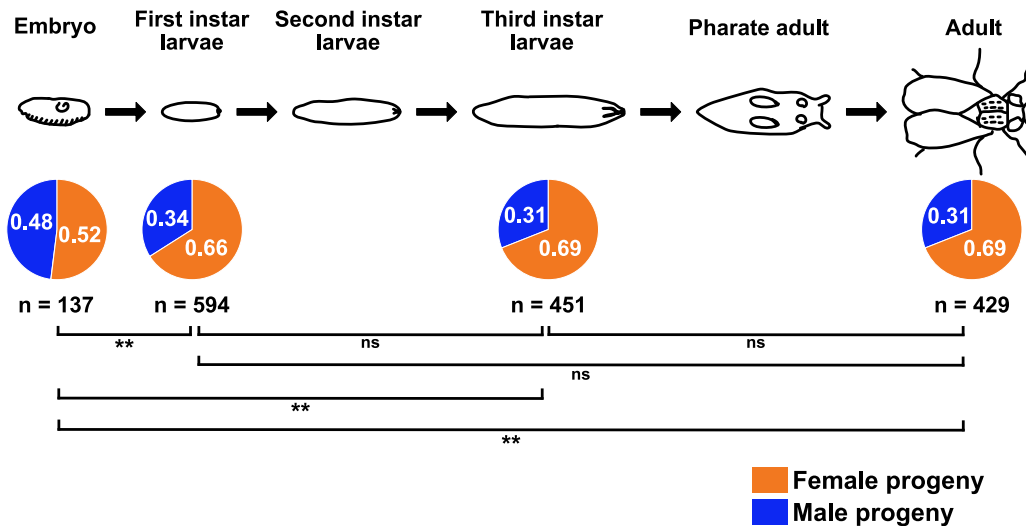 Embryo
First instar
larvae
Second instar
larvae
Third instar
larvae
Pharate adult
Adult
0.48
0.52
0.34
0.66
0.31
0.69
0.31
0.69
n = 137
n = 594
n = 451
n = 429
**
ns
ns
ns
**
**
Female progeny
Male progeny